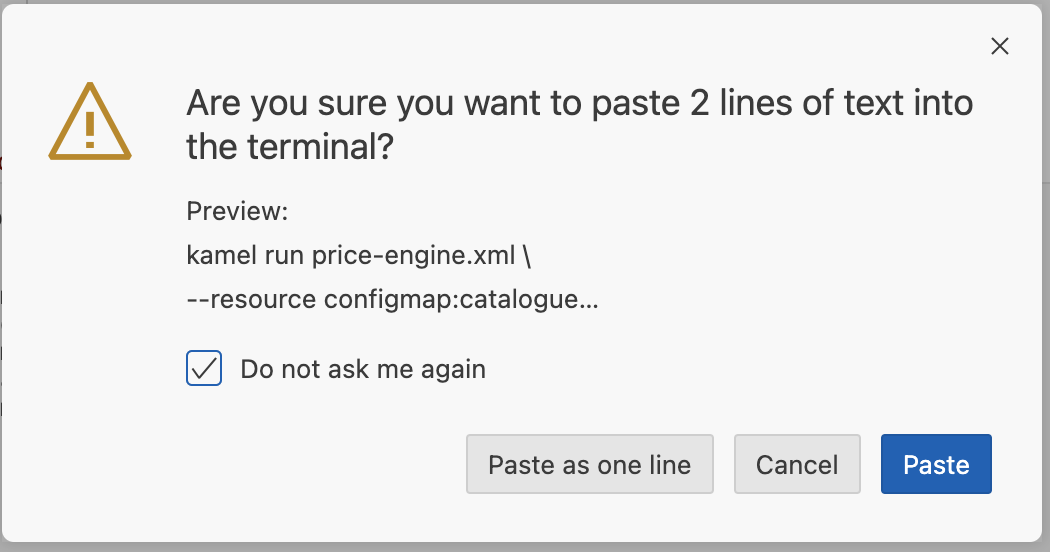 Are you sure you want to paste 2 lines of text into
the terminal?
Preview:
kamel run price-engine.xml \
--resource configmap:catalogue...
Do not ask me again
Paste as one line
Cancel
Paste